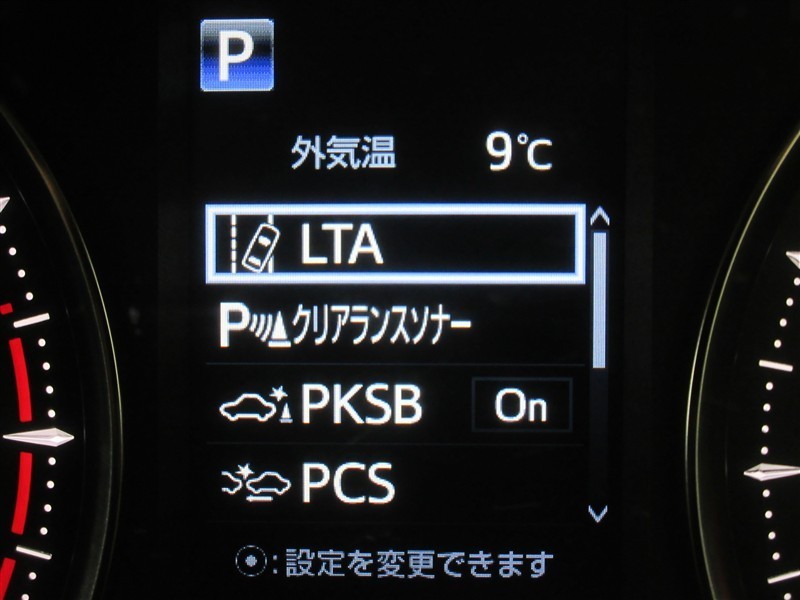 P
外気温 9℃
LTA
Pクリアランスソナー
PKSB On
PCS
:設定を変更できます